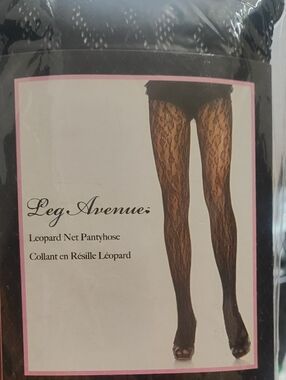 Leg Avenue
Leopard Net Pantyhose
Collant en Résille Léopard